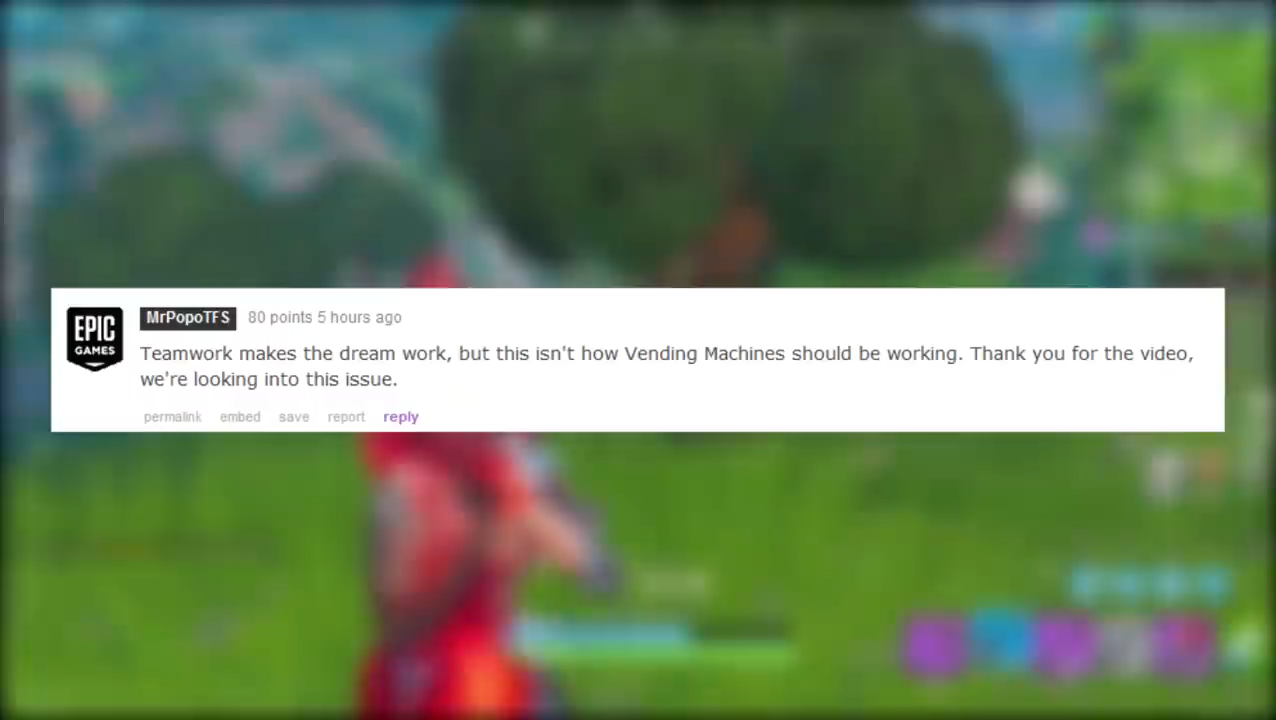 EPIC
GAMES
MrPopoTFS 80 points 5 hours ago
Teamwork makes the dream work, but this isn't how Vending Machines should be working. Thank you for the video,
we're looking into this issue.
permalink embed save report reply